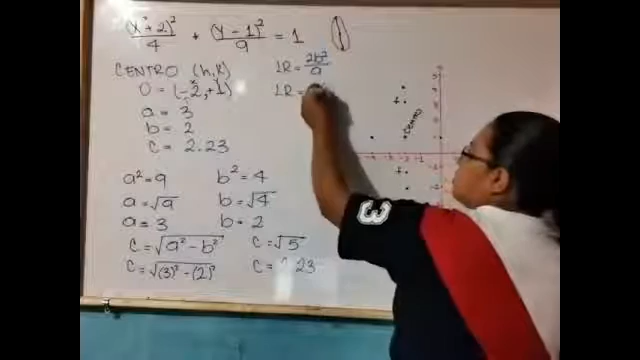 (x+2)²/4 + (y-1)²/9 = 1
CENTRO (h,k)
O = (-2,+1)
a = 3
b = 2
c = 2.23
LR = 2b²/a
LR =
a² = 9 b² = 4
a = √9 b = √4
a = 3 b = 2
c = √a² - b² c = √5
c = √(3)² - (2)² c = 23
F
CENTRO
F
3